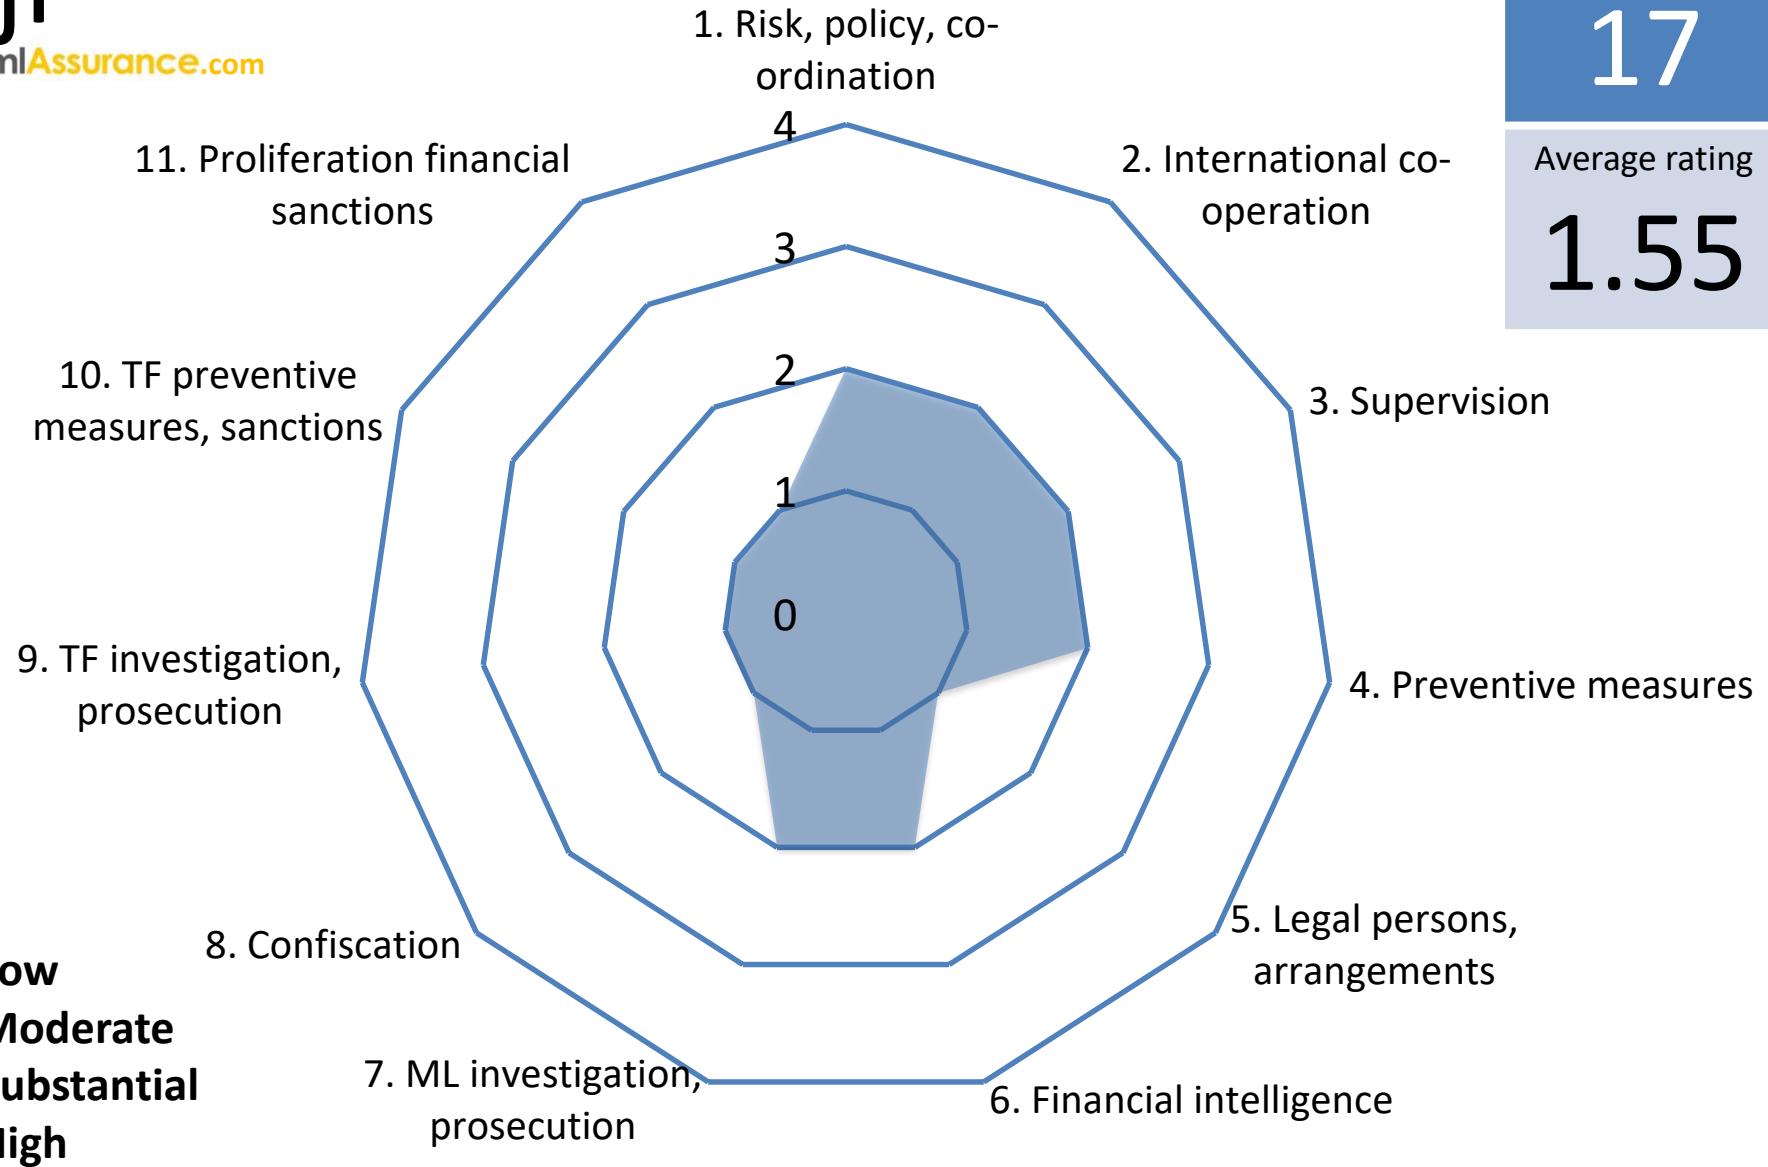 mlAssurance.com
17
Average rating
1.55
1. Risk, policy, co-
ordination
2. International co-
operation
3. Supervision
4. Preventive measures
5. Legal persons,
arrangements
6. Financial intelligence
7. ML investigation,
prosecution
8. Confiscation
9. TF investigation,
prosecution
10. TF preventive
measures, sanctions
11. Proliferation financial
sanctions
4
3
2
1
0
ow
Moderate
ubstantial
High